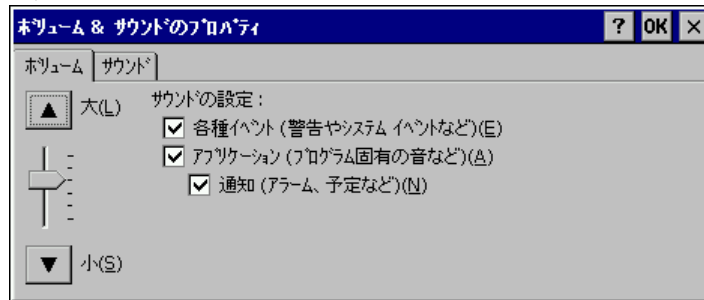 ﾎﾞﾘｭｰﾑ & ｻｳﾝﾄﾞのﾌﾟﾛﾊﾟﾃｨ ? OK ×
ﾎﾞﾘｭｰﾑ ｻｳﾝﾄﾞ
大(L)
ｻｳﾝﾄﾞの設定：
各種ｲﾍﾞﾝﾄ (警告やｼｽﾃﾑ ｲﾍﾞﾝﾄなど)(E)
ｱﾌﾟﾘｹｰｼｮﾝ (ﾌﾟﾛｸﾞﾗﾑ固有の音など)(A)
通知 (ｱﾗｰﾑ、予定など)(N)
小(S)